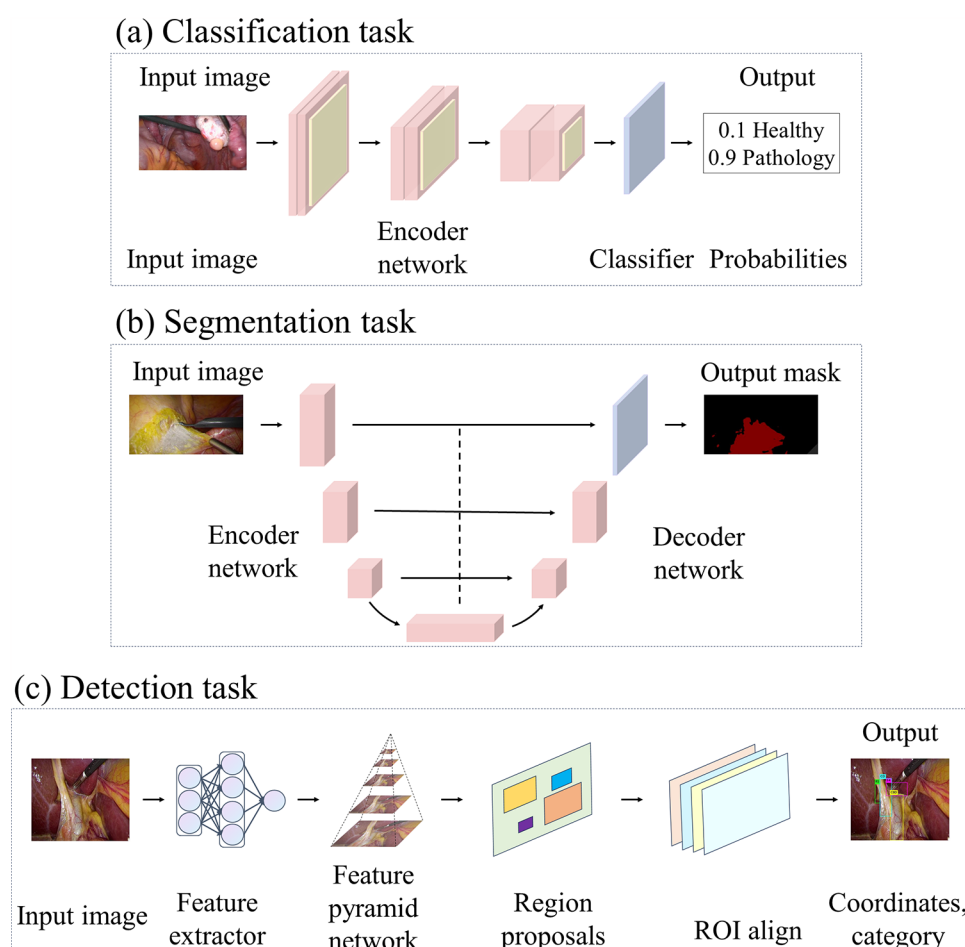 (a) Classification task
Input image
Output
0.1 Healthy
0.9 Pathology
Encoder
network
Input image
Classifier
Probabilities
(b) Segmentation task
Input image
Output mask
Encoder
network
Decoder
network
(c) Detection task
Output
Input image
Feature
extractor
Feature
pyramid
network
Region
proposals
ROI align
Coordinates,
category